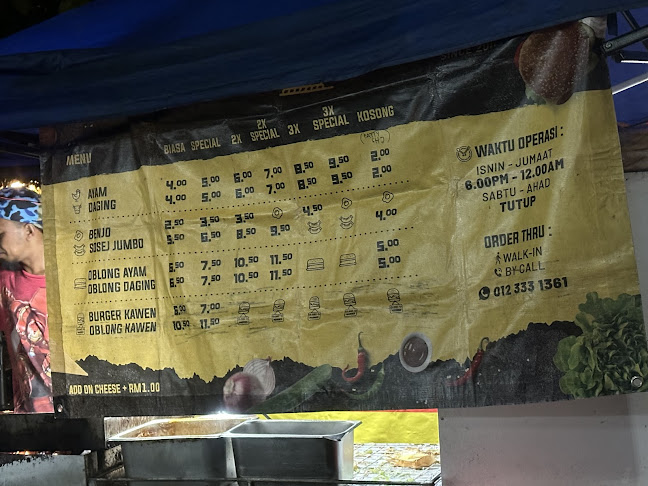 MENU BIASA SPECIAL 2X 2X SPECIAL 3X 3X SPECIAL KOSONG
AYAM 4.00 5.00 6.00 7.00 8.50 9.50 2.00
DAGING 4.00 5.00 6.00 7.00 8.50 9.50 2.00
BENJO 2.50 3.50 3.50 4.50
SOSEJ JUMBO 5.50 6.50 8.50 9.50 4.00
OBLONG AYAM 6.50 7.50 10.50 11.50 5.00
OBLONG DAGING 6.50 7.50 10.50 11.50 5.00
BURGER KAWEN 6.50 7.00
OBLONG KAWEN 10.50 11.50
ADD ON CHEESE + RM1.00
WAKTU OPERASI :
ISNIN - JUMAAT
6.00PM - 12.00AM
SABTU - AHAD
TUTUP
ORDER THRU :
WALK-IN
BY CALL
012 333 1361